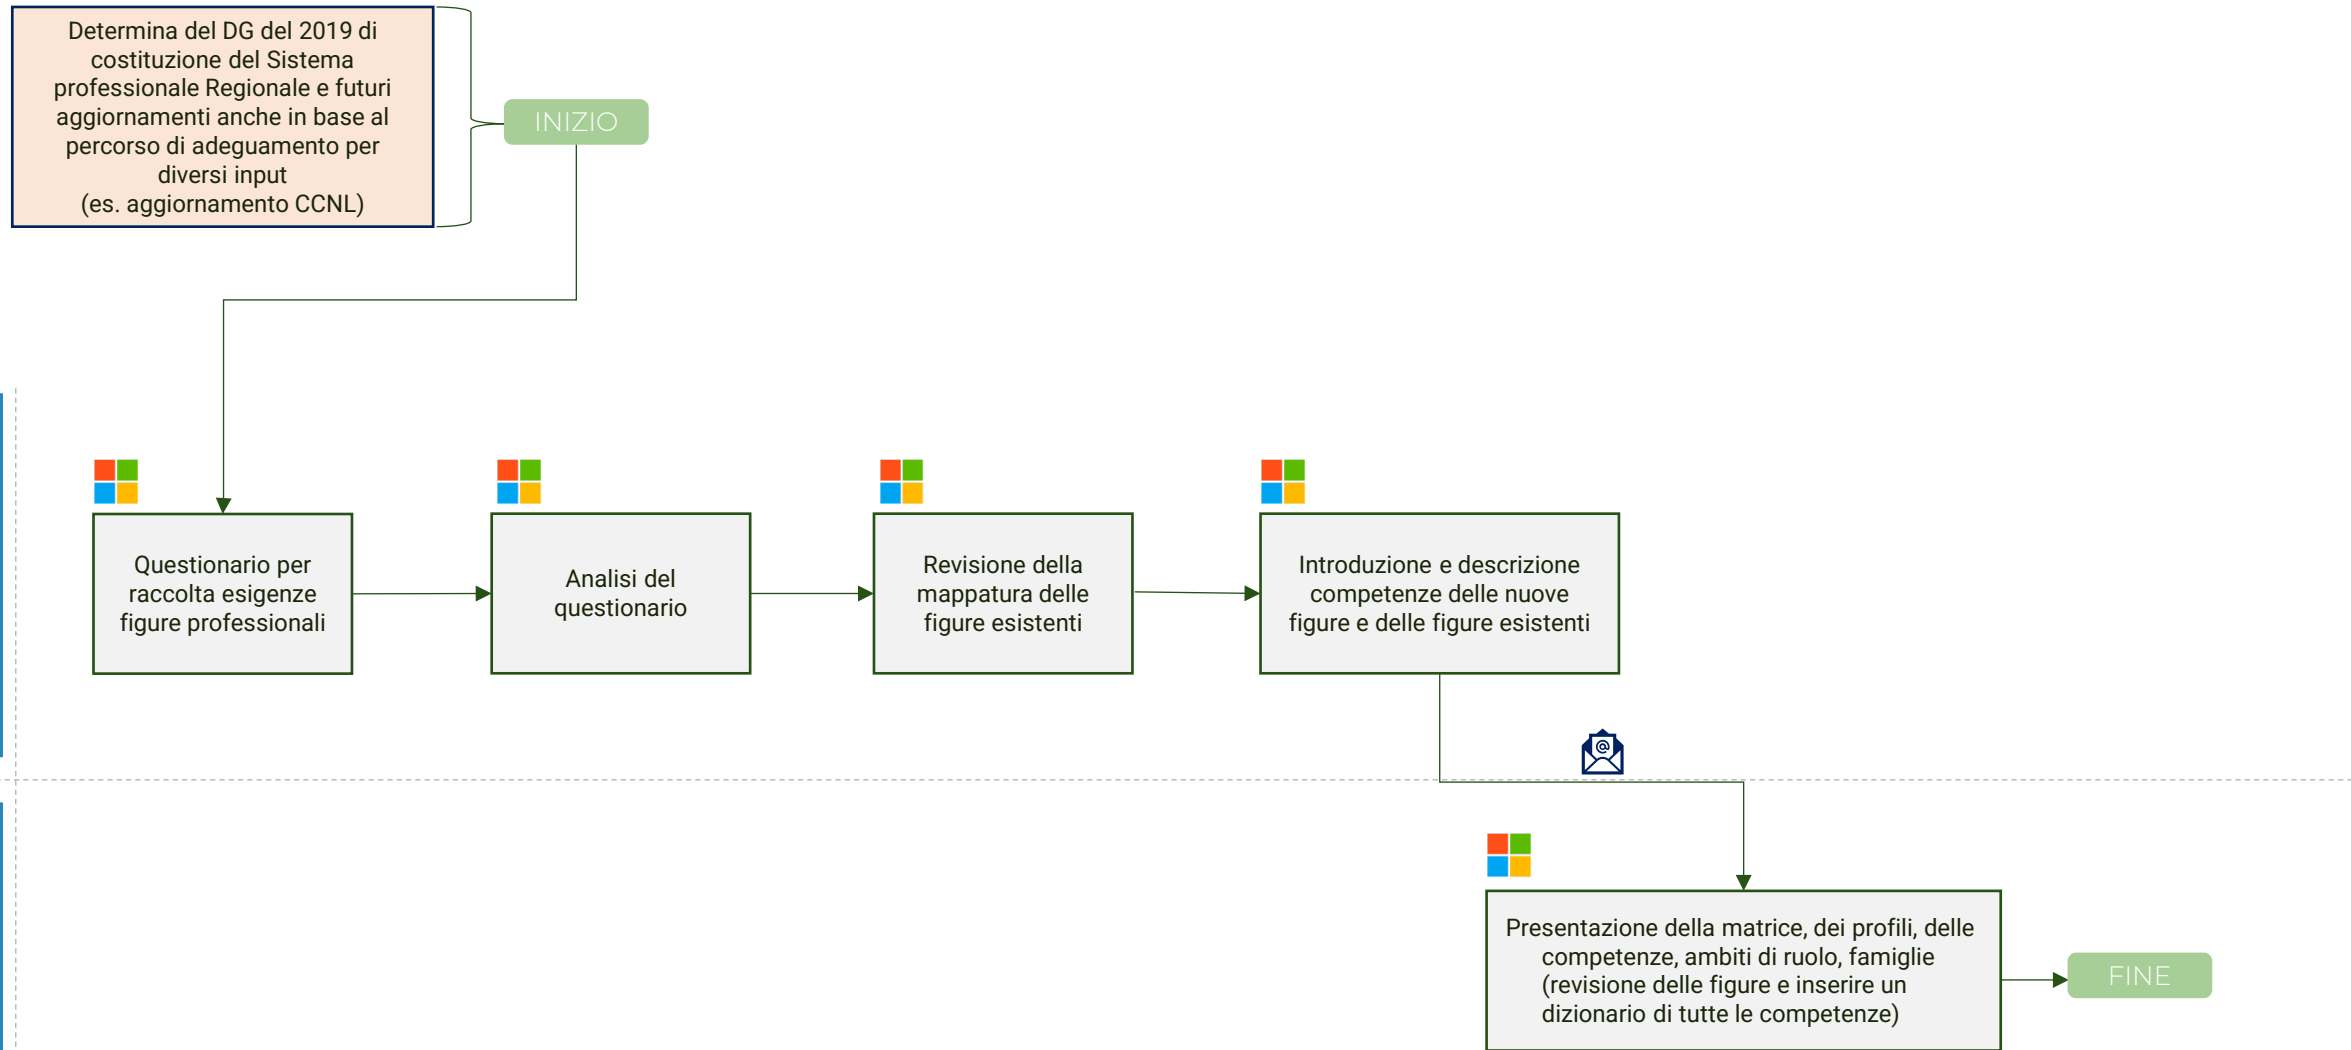 Determina del DG del 2019 di
costituzione del Sistema
professionale Regionale e futuri
aggiornamenti anche in base al
percorso di adeguamento per
diversi input
(es. aggiornamento CCNL)
INIZIO
Questionario per
raccolta esigenze
figure professionali
Analisi del
questionario
Revisione della
mappatura delle
figure esistenti
Introduzione e descrizione
competenze delle nuove
figure e delle figure esistenti
@
Presentazione della matrice, dei profili, delle
competenze, ambiti di ruolo, famiglie
(revisione delle figure e inserire un
dizionario di tutte le competenze)
FINE